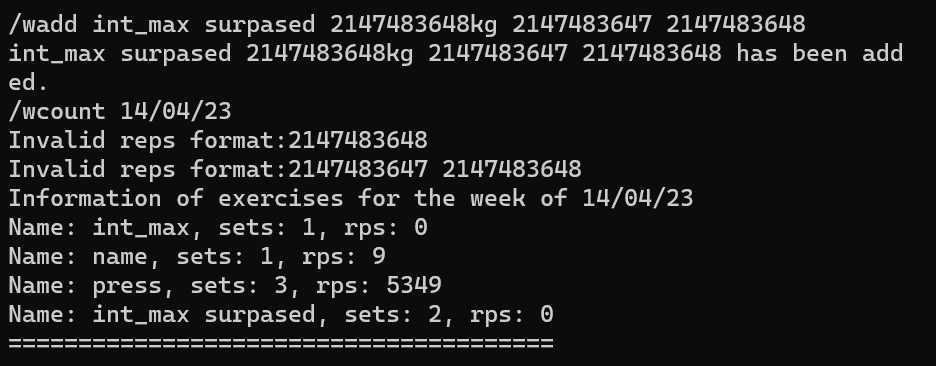 /wadd int_max surpased 2147483648kg 2147483647 2147483648
int_max surpased 2147483648kg 2147483647 2147483648 has been add
ed.
/wcount 14/04/23
Invalid reps format:2147483648
Invalid reps format:2147483647 2147483648
Information of exercises for the week of 14/04/23
Name: int_max, sets: 1, rps: 0
Name: name, sets: 1, rps: 9
Name: press, sets: 3, rps: 5349
Name: int_max surpased, sets: 2, rps: 0
=======================================